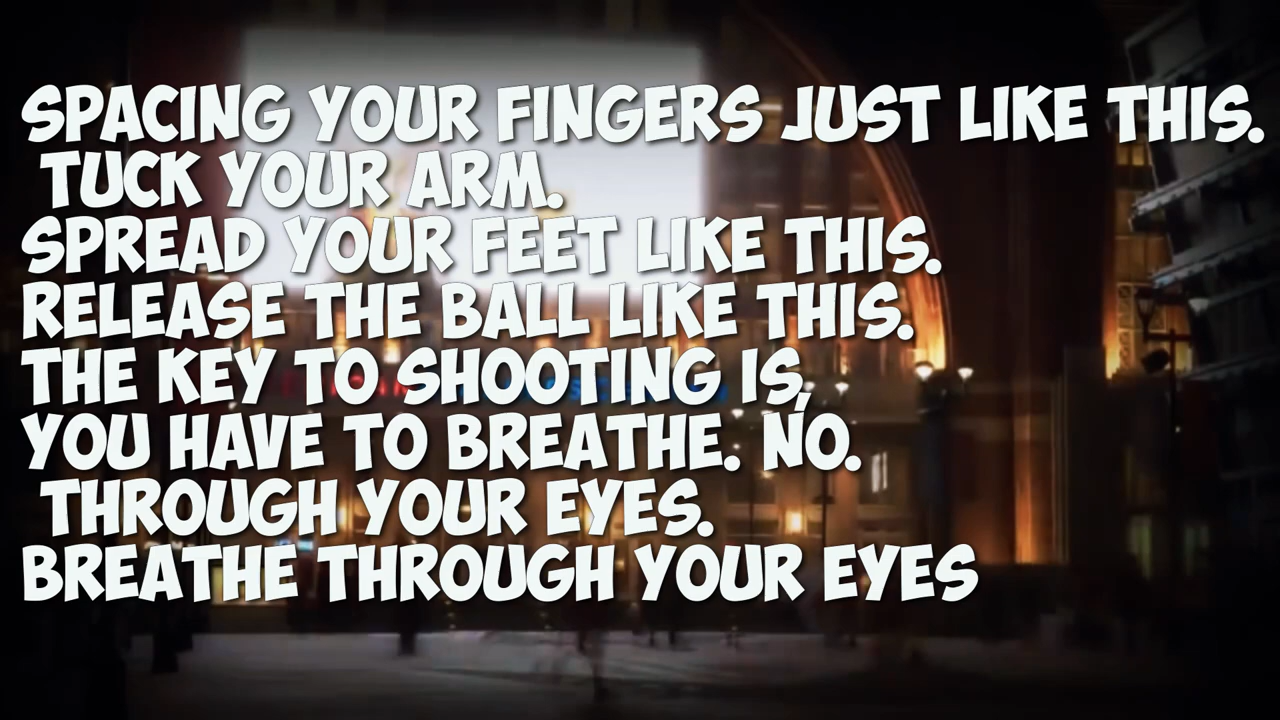 SPACING YOUR FINGERS JUST LIKE THIS.
TUCK YOUR ARM.
SPREAD YOUR FEET LIKE THIS.
RELEASE THE BALL LIKE THIS.
THE KEY TO SHOOTING IS,
YOU HAVE TO BREATHE. NO.
THROUGH YOUR EYES.
BREATHE THROUGH YOUR EYES